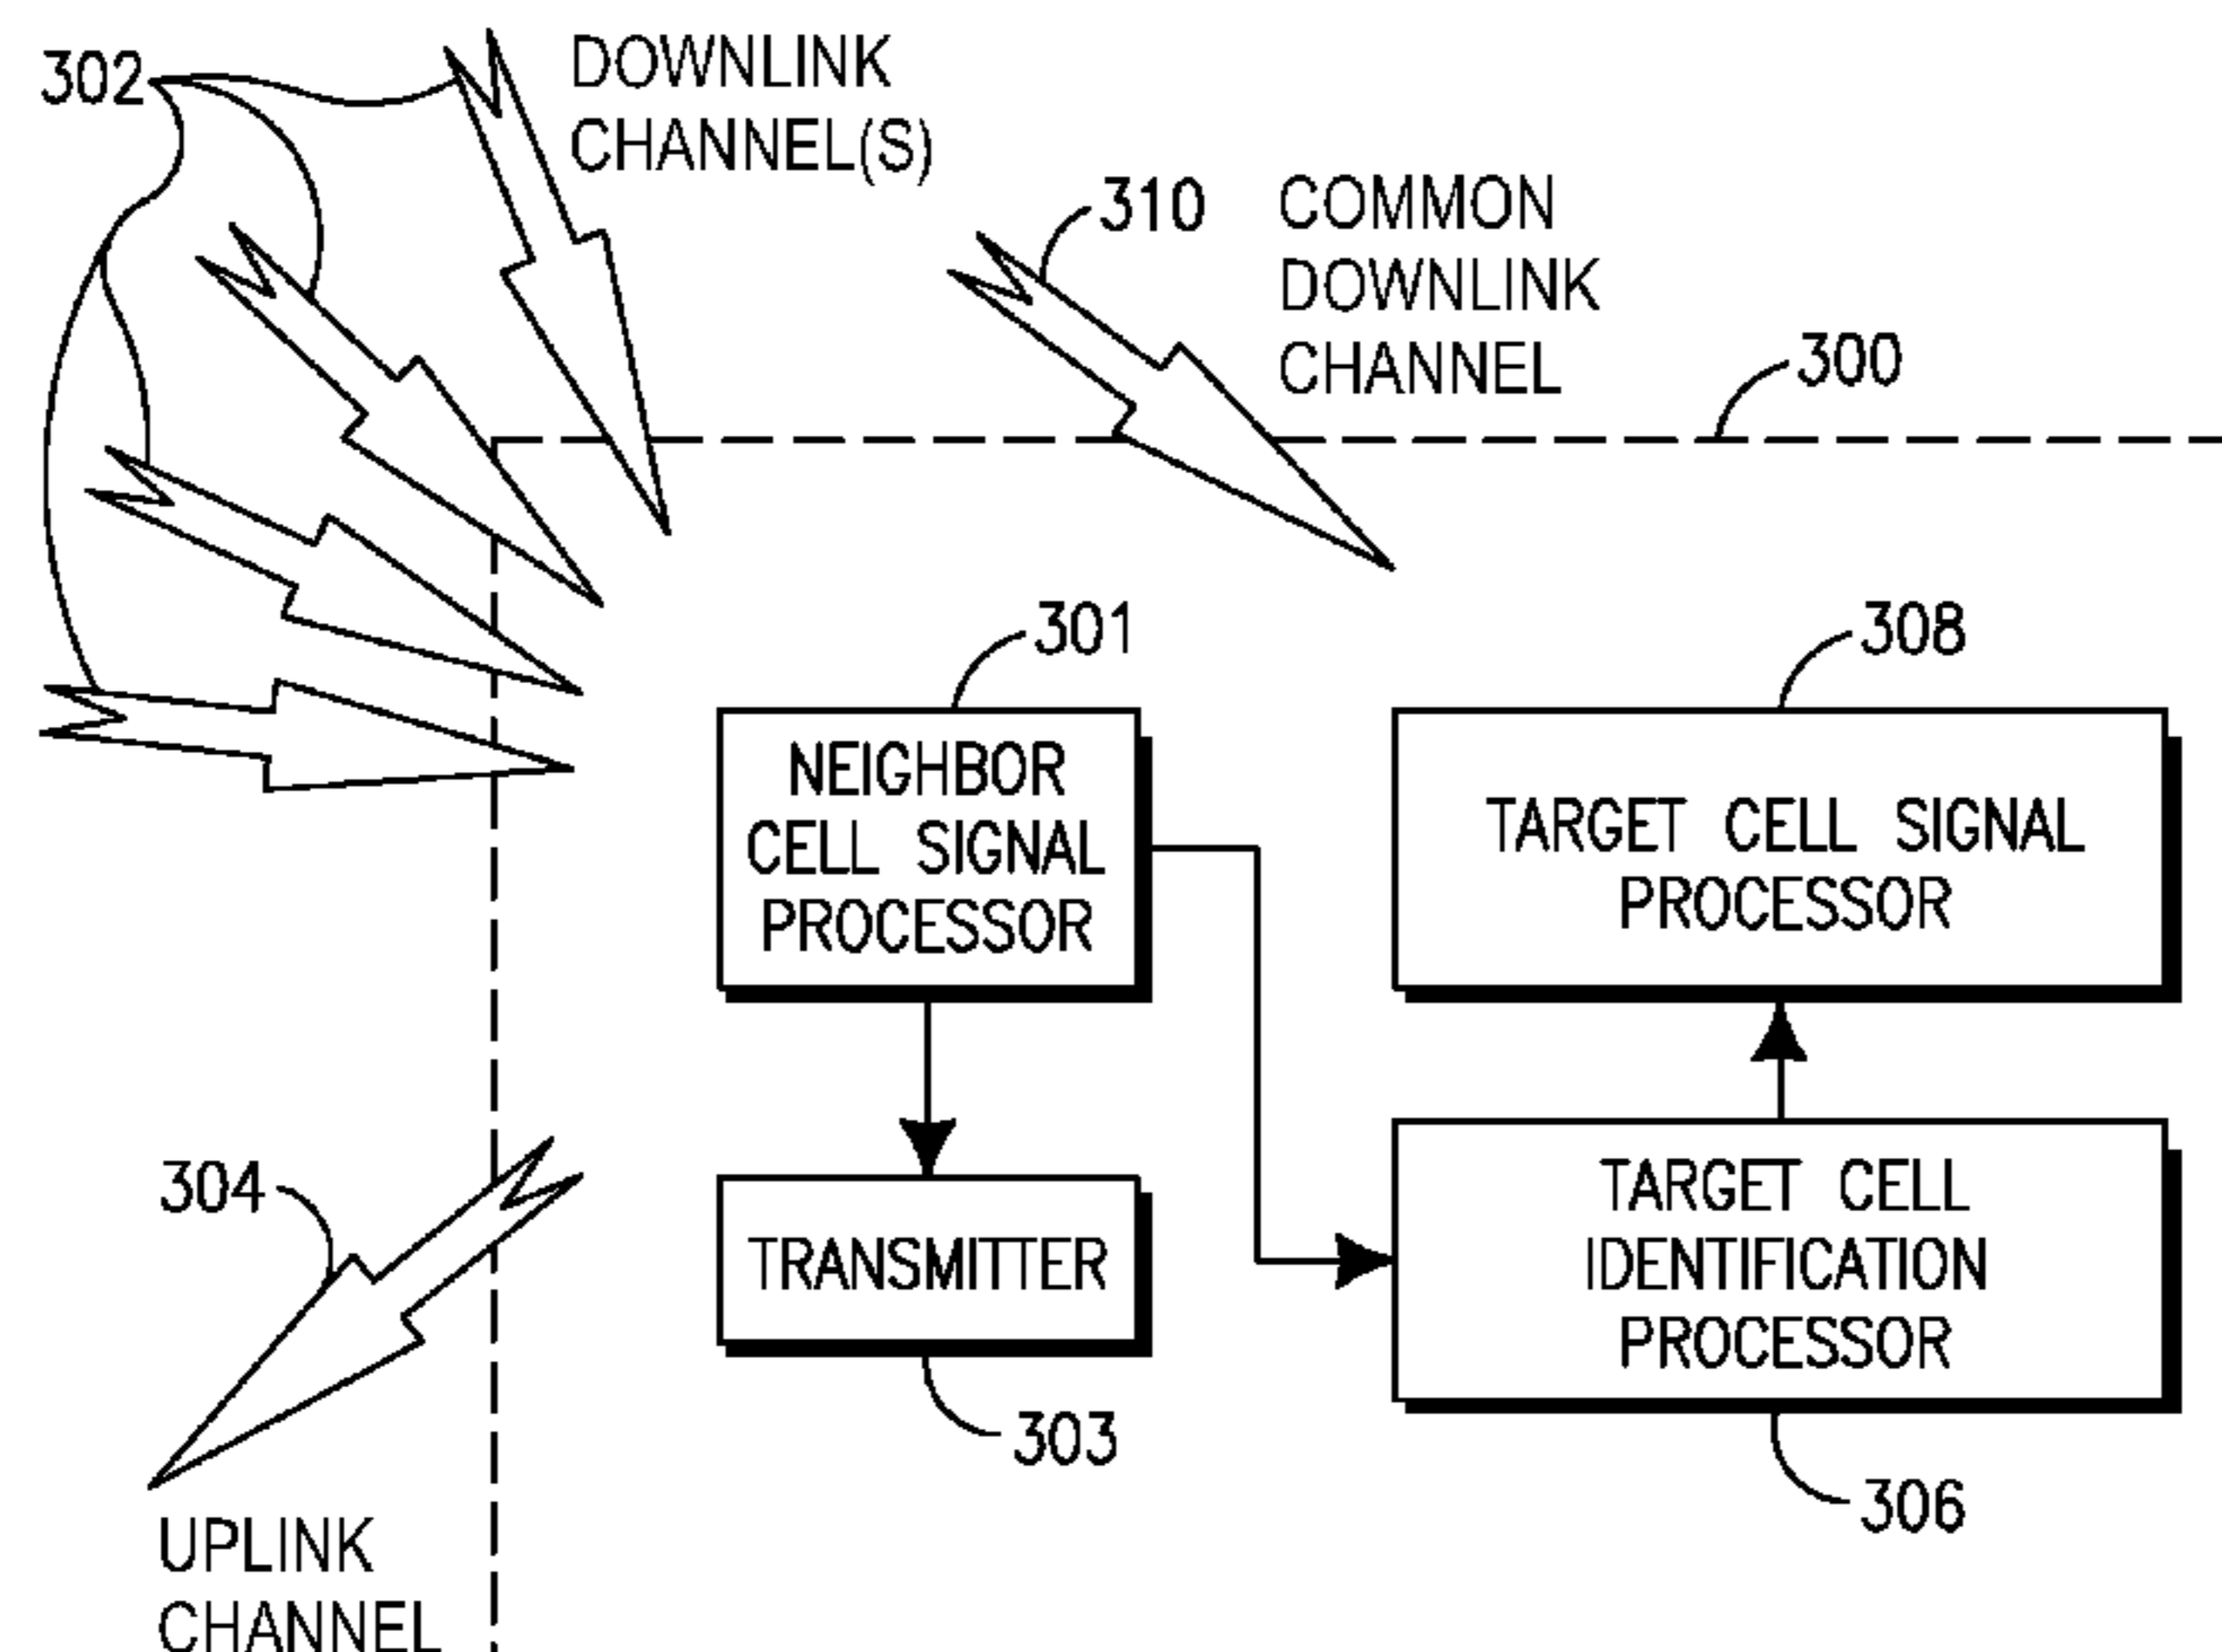 302
DOWNLINK
CHANNEL(S)
310
COMMON
DOWNLINK
CHANNEL
300
301
308
NEIGHBOR
CELL SIGNAL
PROCESSOR
TARGET CELL SIGNAL
PROCESSOR
304
TRANSMITTER
TARGET CELL
IDENTIFICATION
PROCESSOR
303
306
UPLINK
CHANNEL